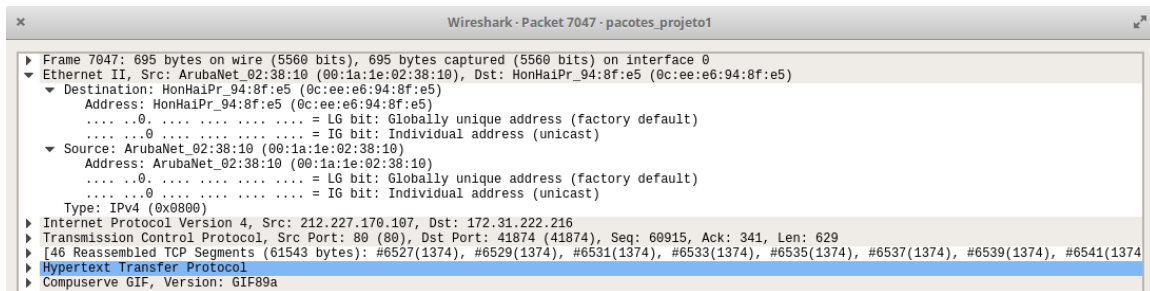 Wireshark · Packet 7047 · pacotes_projeto1
Frame 7047: 695 bytes on wire (5560 bits), 695 bytes captured (5560 bits) on interface 0
Ethernet II, Src: ArubaNet_02:38:10 (00:1a:1e:02:38:10), Dst: HonHaiPr_94:8f:e5 (0c:ee:e6:94:8f:e5)
Destination: HonHaiPr_94:8f:e5 (0c:ee:e6:94:8f:e5)
Address: HonHaiPr_94:8f:e5 (0c:ee:e6:94:8f:e5)
.... ..0. .... .... .... .... = LG bit: Globally unique address (factory default)
.... ...0 .... .... .... .... = IG bit: Individual address (unicast)
Source: ArubaNet_02:38:10 (00:1a:1e:02:38:10)
Address: ArubaNet_02:38:10 (00:1a:1e:02:38:10)
.... ..0. .... .... .... .... = LG bit: Globally unique address (factory default)
.... ...0 .... .... .... .... = IG bit: Individual address (unicast)
Type: IPv4 (0x0800)
Internet Protocol Version 4, Src: 212.227.170.107, Dst: 172.31.222.216
Transmission Control Protocol, Src Port: 80 (80), Dst Port: 41874 (41874), Seq: 60915, Ack: 341, Len: 629
[46 Reassembled TCP Segments (61543 bytes): #6527(1374), #6529(1374), #6531(1374), #6533(1374), #6535(1374), #6537(1374), #6539(1374), #6541(1374
Hypertext Transfer Protocol
Compuserve GIF, Version: GIF89a